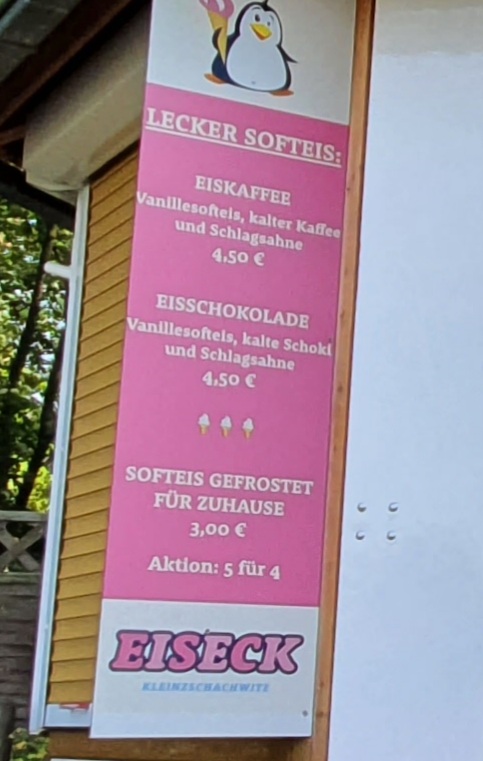 LECKER SOFTEIS:
EISKAFFEE
Vanillesofteis, kalter Kaffee
und Schlagsahne
4,50 €
EISSCHOKOLADE
Vanillesofteis, kalte Schoki
und Schlagsahne
4,50 €
SOFTEIS GEFROSTET
FÜR ZUHAUSE
3,00 €
Aktion: 5 für 4
EISECK
KLEINZSCHACHWITZ